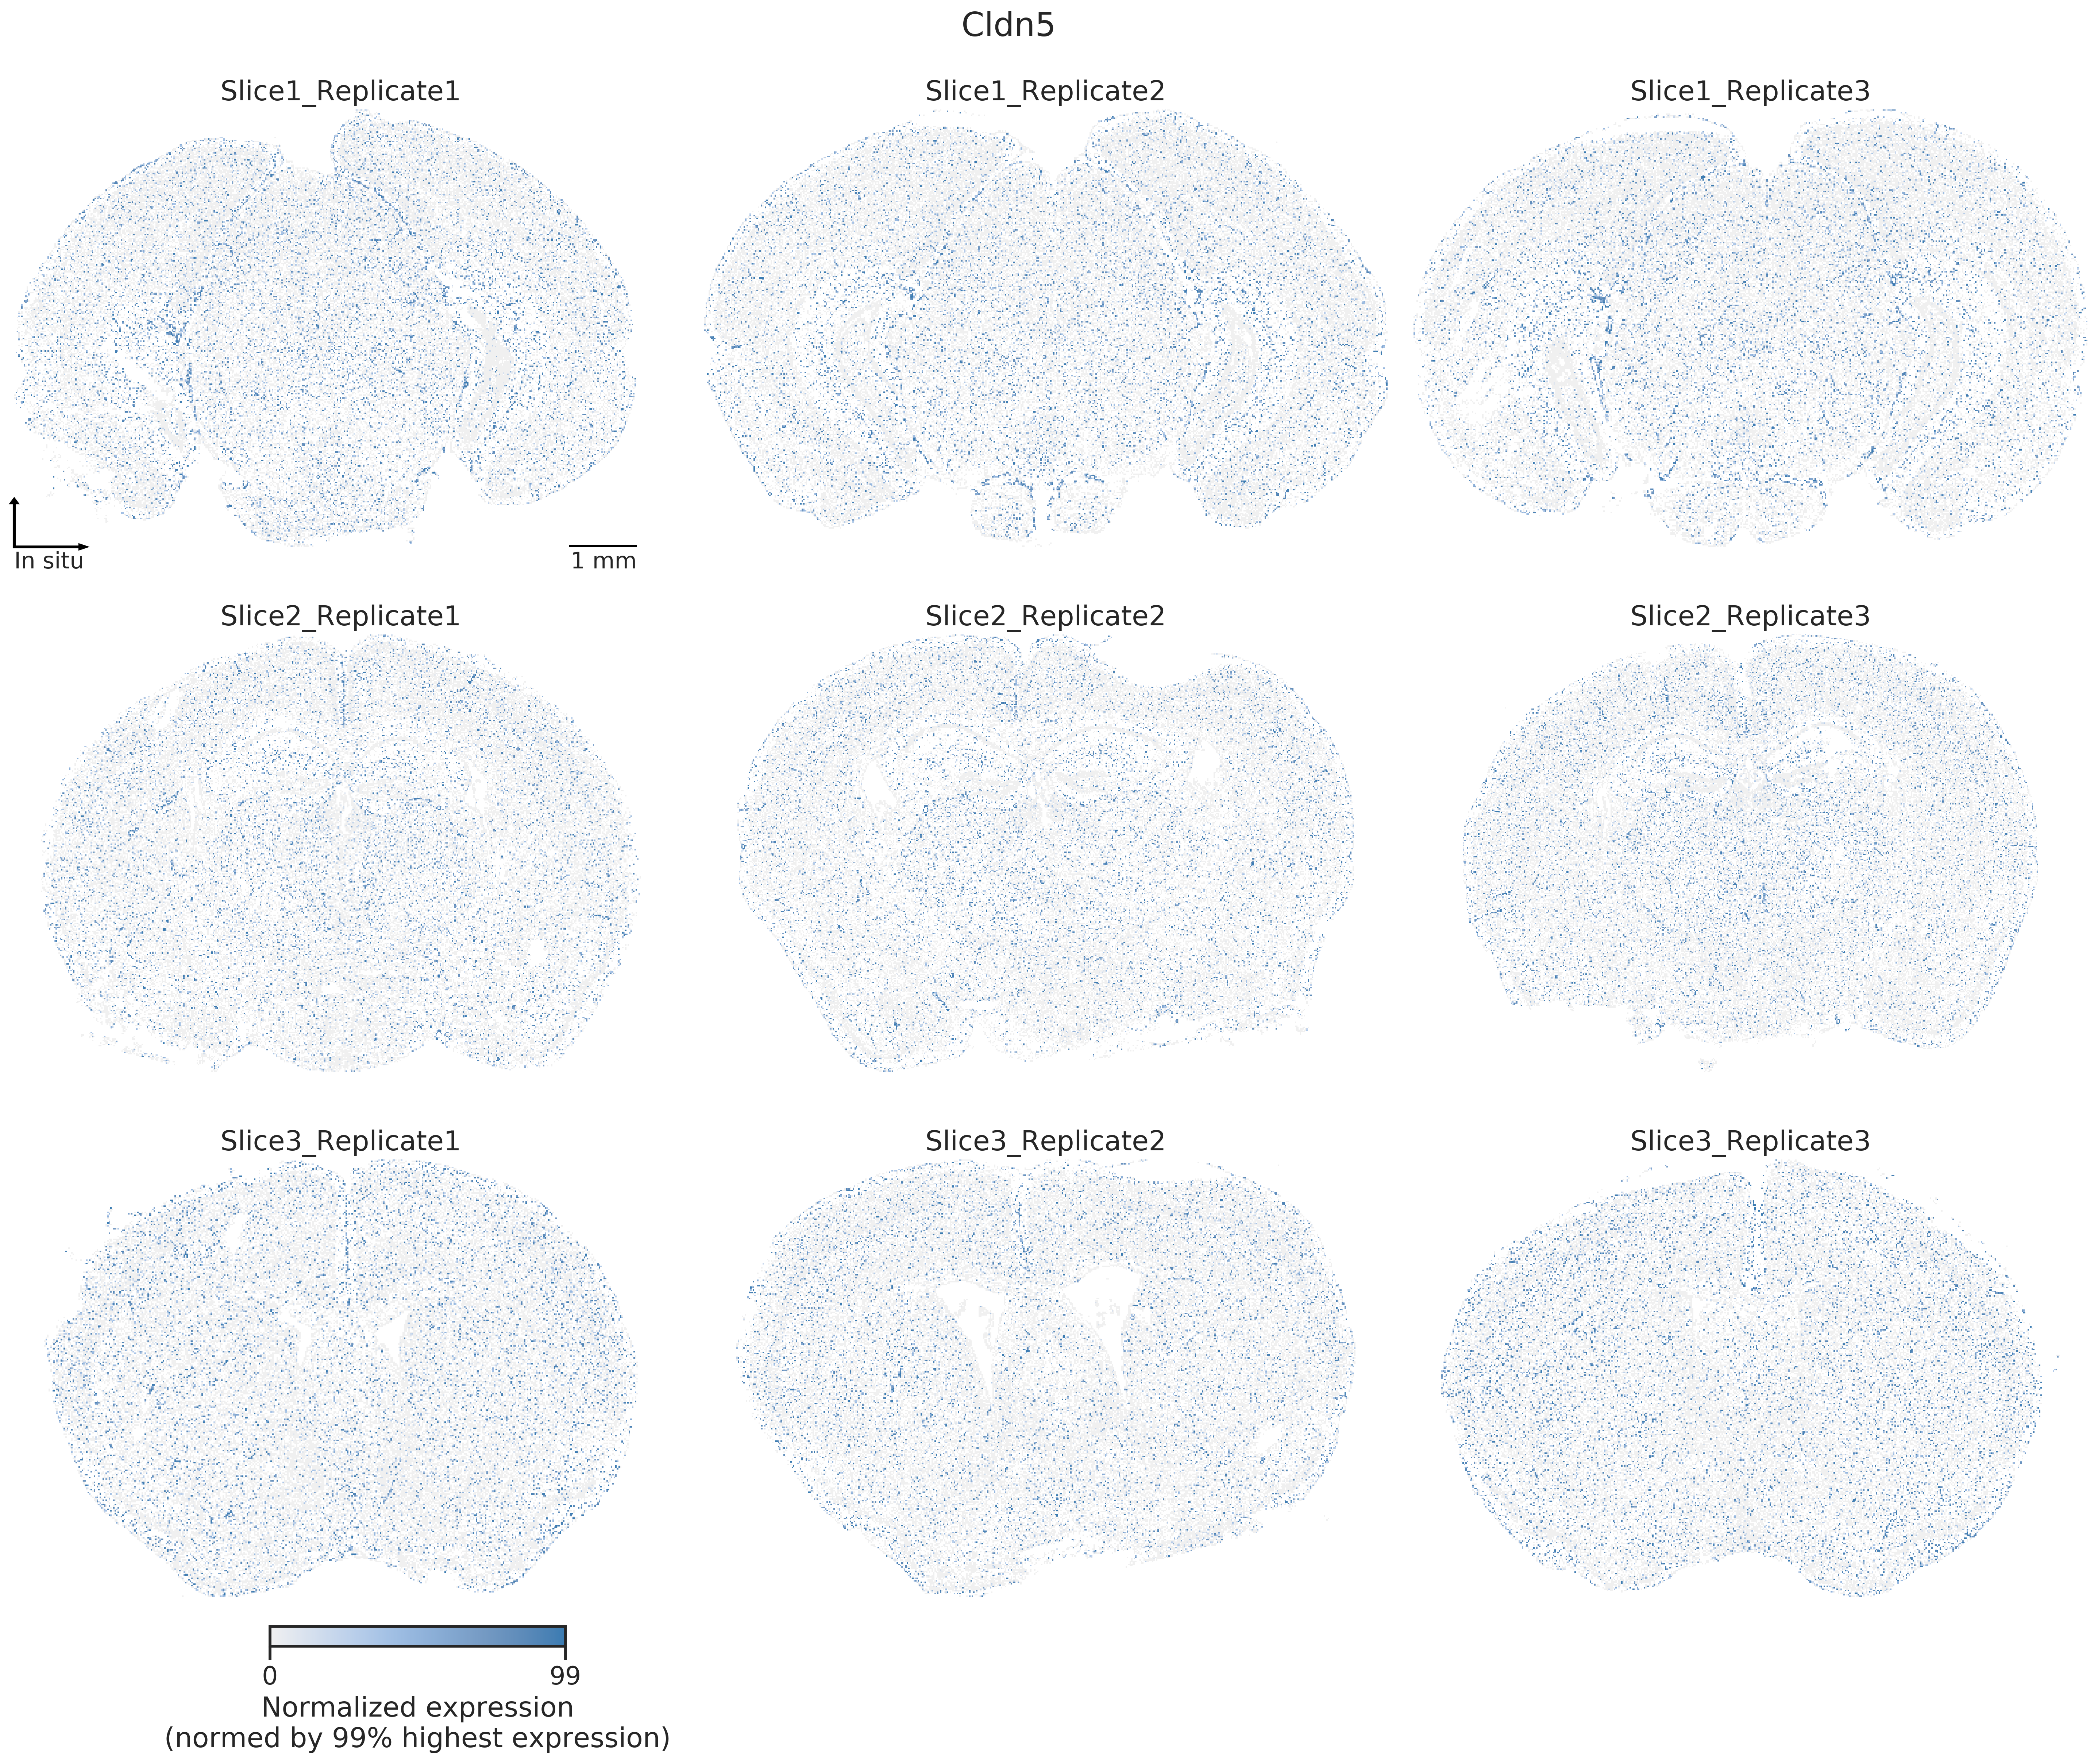 Cldn5
Slice1_Replicate1
Slice1_Replicate2
Slice1_Replicate3
In situ
1 mm
Slice2_Replicate1
Slice2_Replicate2
Slice2_Replicate3
Slice3_Replicate1
Slice3_Replicate2
Slice3_Replicate3
0
99
Normalized expression
(normed by 99% highest expression)